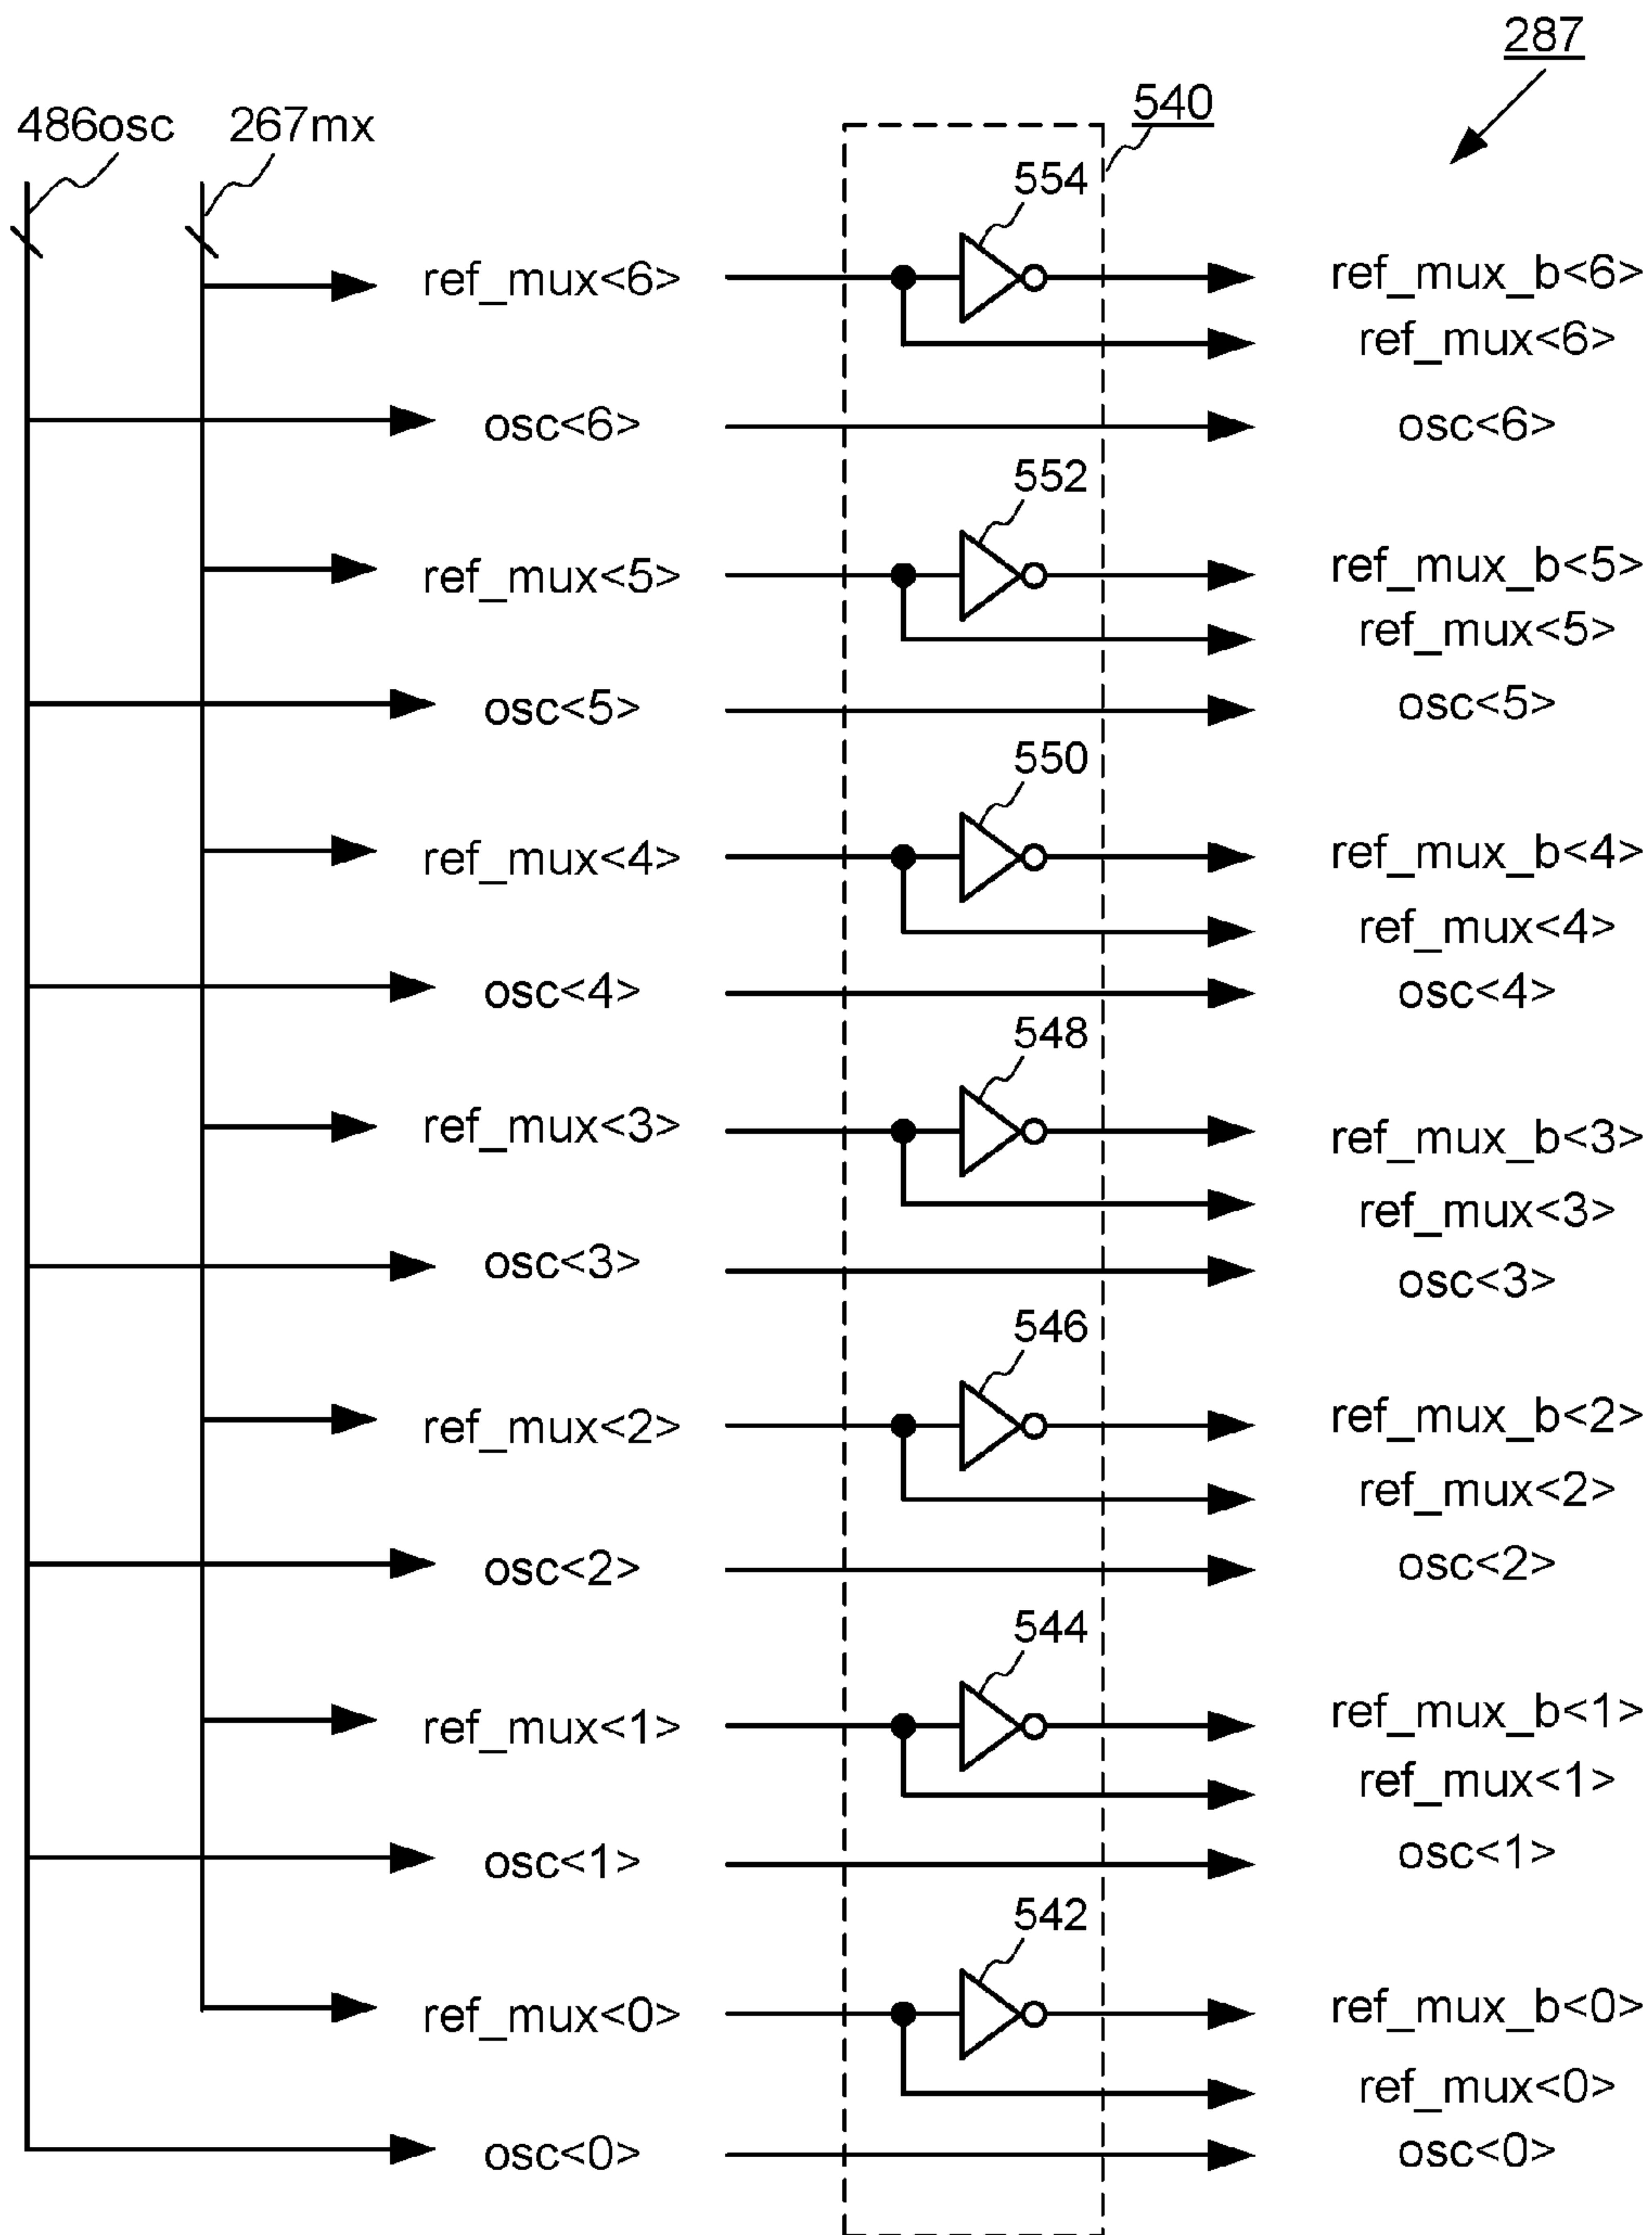 287
540
486osc 267mx
554
ref_mux<6> ref_mux_b<6>
ref_mux<6>
osc<6> osc<6>
552
ref_mux<5> ref_mux_b<5>
ref_mux<5>
osc<5> osc<5>
550
ref_mux<4> ref_mux_b<4>
ref_mux<4>
osc<4> osc<4>
548
ref_mux<3> ref_mux_b<3>
ref_mux<3>
osc<3> osc<3>
546
ref_mux<2> ref_mux_b<2>
ref_mux<2>
osc<2> osc<2>
544
ref_mux<1> ref_mux_b<1>
ref_mux<1>
osc<1> osc<1>
542
ref_mux<0> ref_mux_b<0>
ref_mux<0>
osc<0> osc<0>